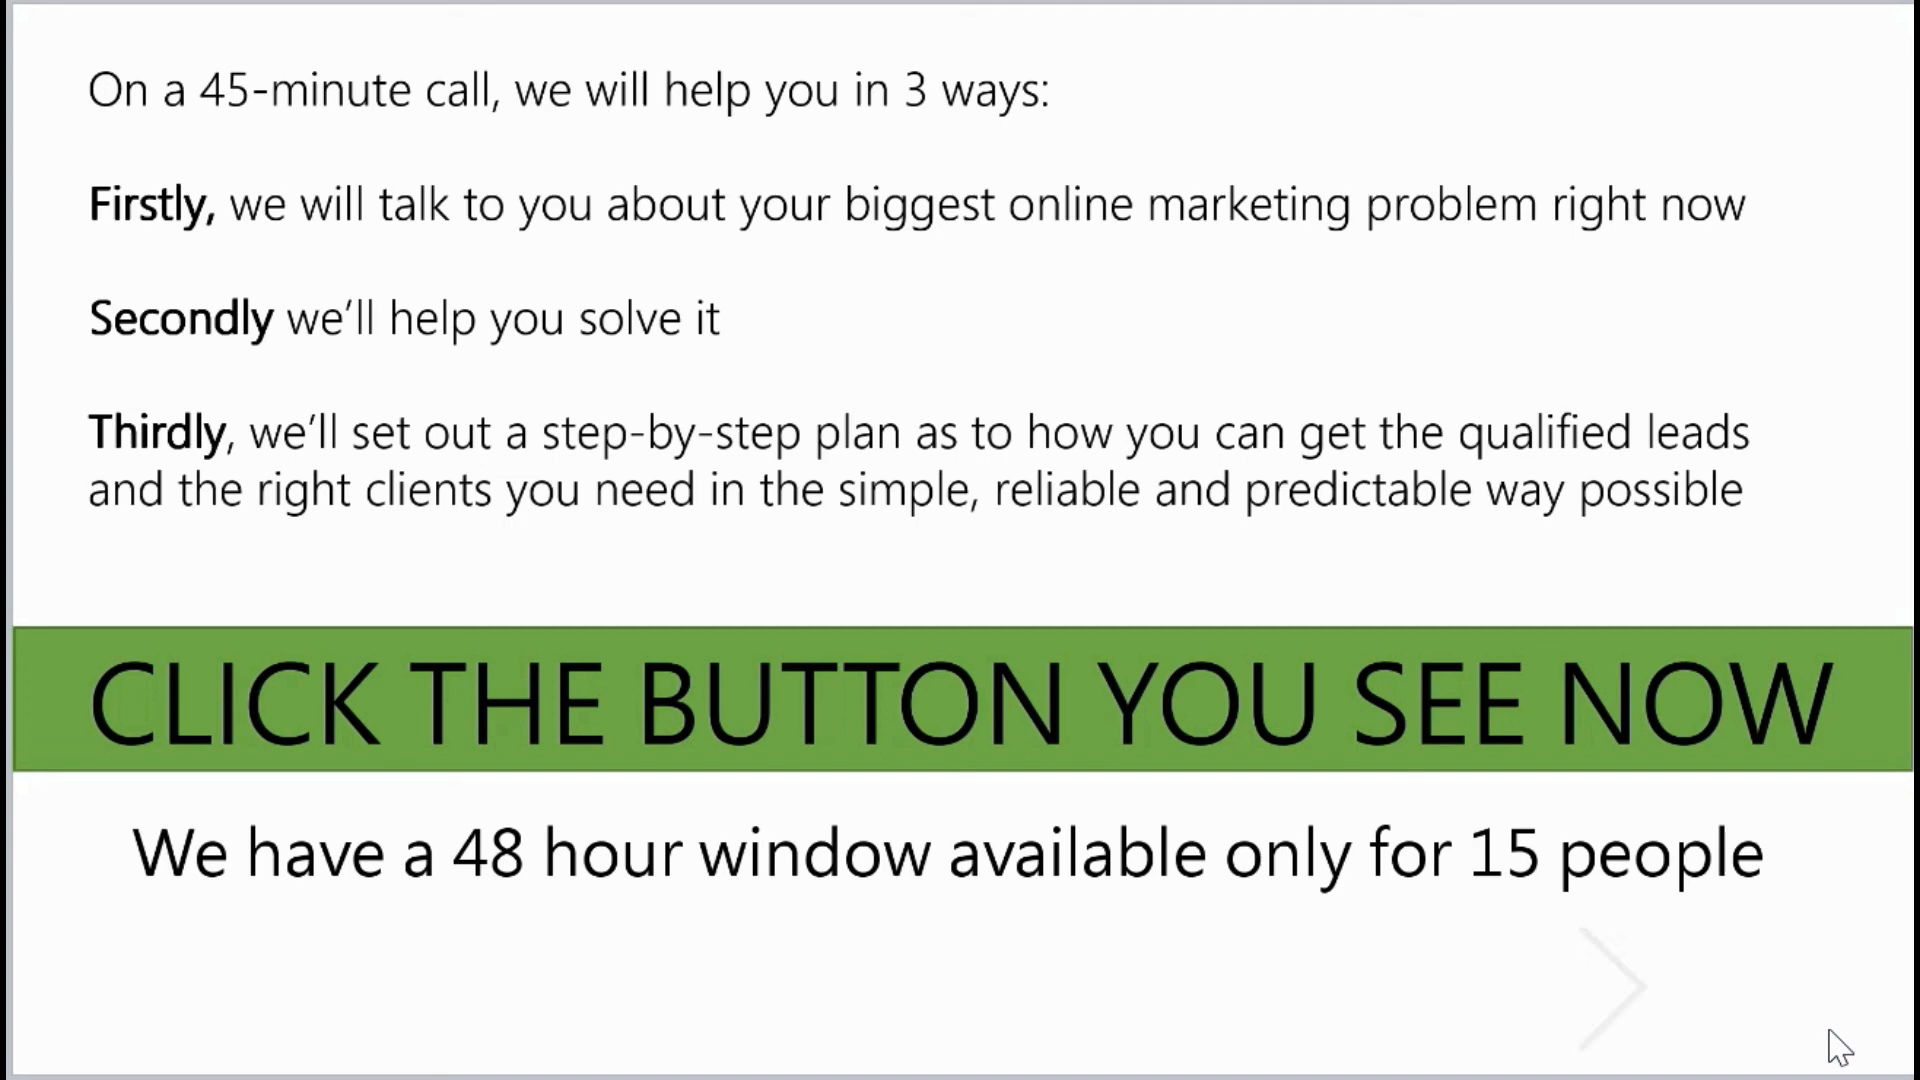 On a 45-minute call, we will help you in 3 ways:
Firstly, we will talk to you about your biggest online marketing problem right now
Secondly we’ll help you solve it
Thirdly, we’ll set out a step-by-step plan as to how you can get the qualified leads
and the right clients you need in the simple, reliable and predictable way possible
CLICK THE BUTTON YOU SEE NOW
We have a 48 hour window available only for 15 people